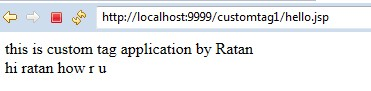 http://localhost:9999/customtag1/hello.jsp
this is custom tag application by Ratan
hi ratan how r u